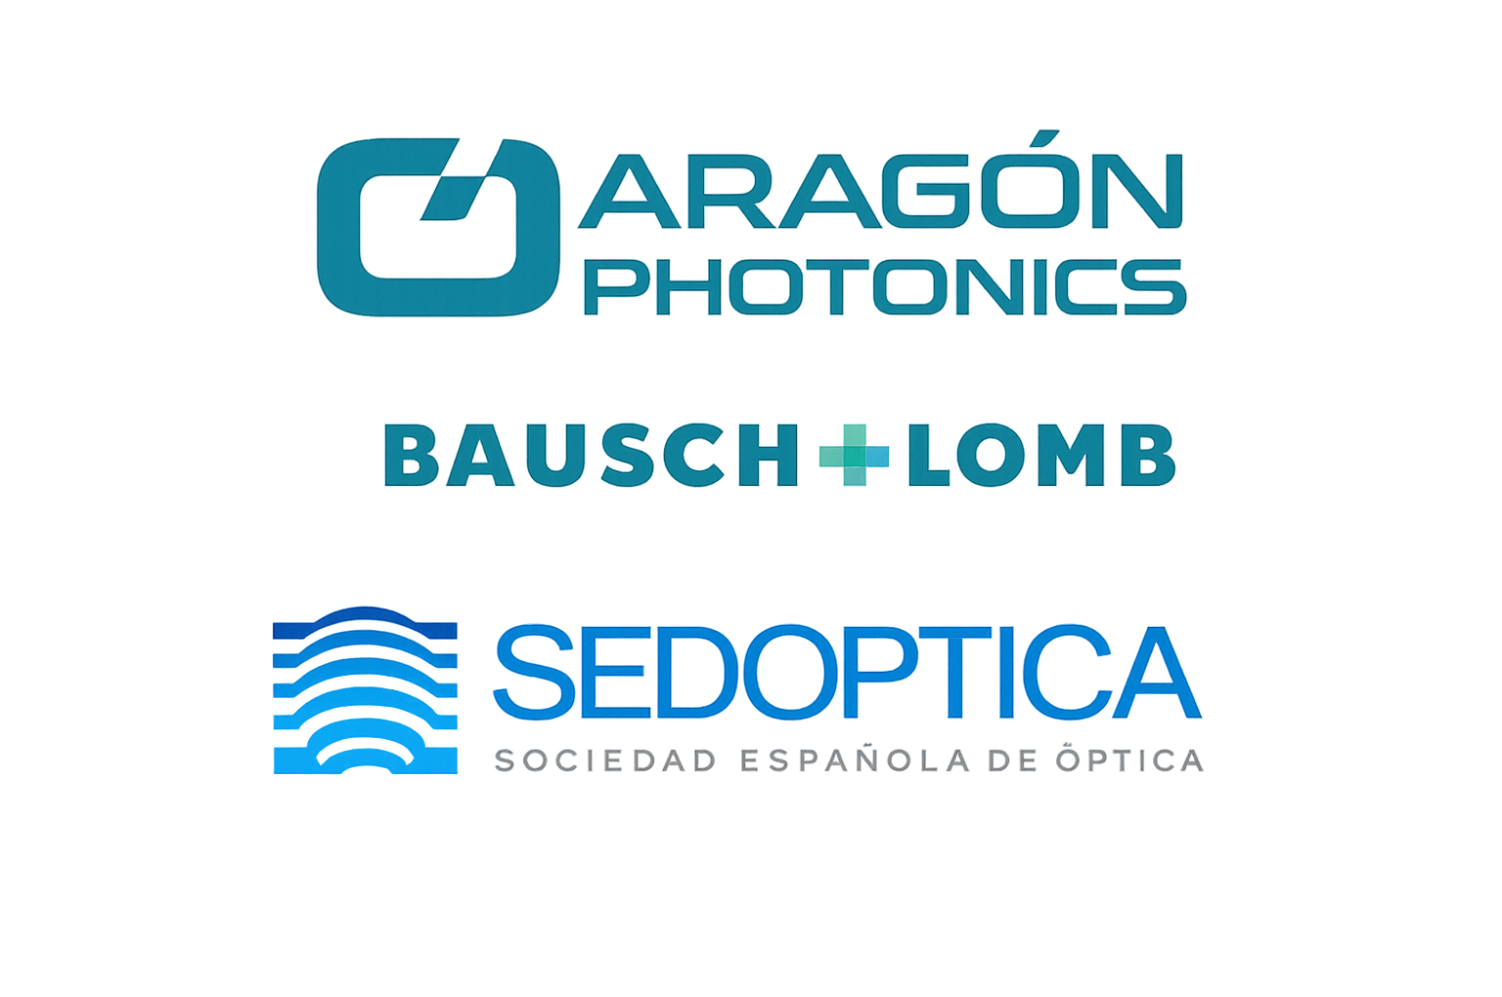 ARAGÓN
PHOTONICS
BAUSCH+LOMB
SEDOPTICA
SOCIEDAD ESPAÑOLA DE ÓPTICA